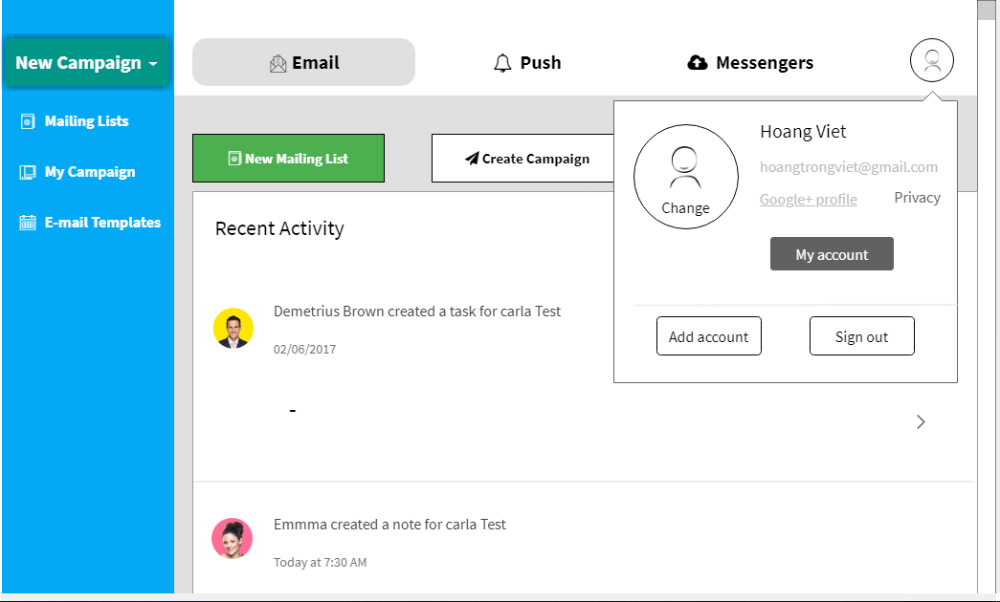 New Campaign
Email
Push
Messengers
Mailing Lists
My Campaign
E-mail Templates
New Mailing List
Create Campaign
Hoang Viet
hoangtrongviet@gmail.com
Google+ profile
Privacy
Change
My account
Add account
Sign out
Recent Activity
Demetrius Brown created a task for carla Test
02/06/2017
-
Emmma created a note for carla Test
Today at 7:30 AM